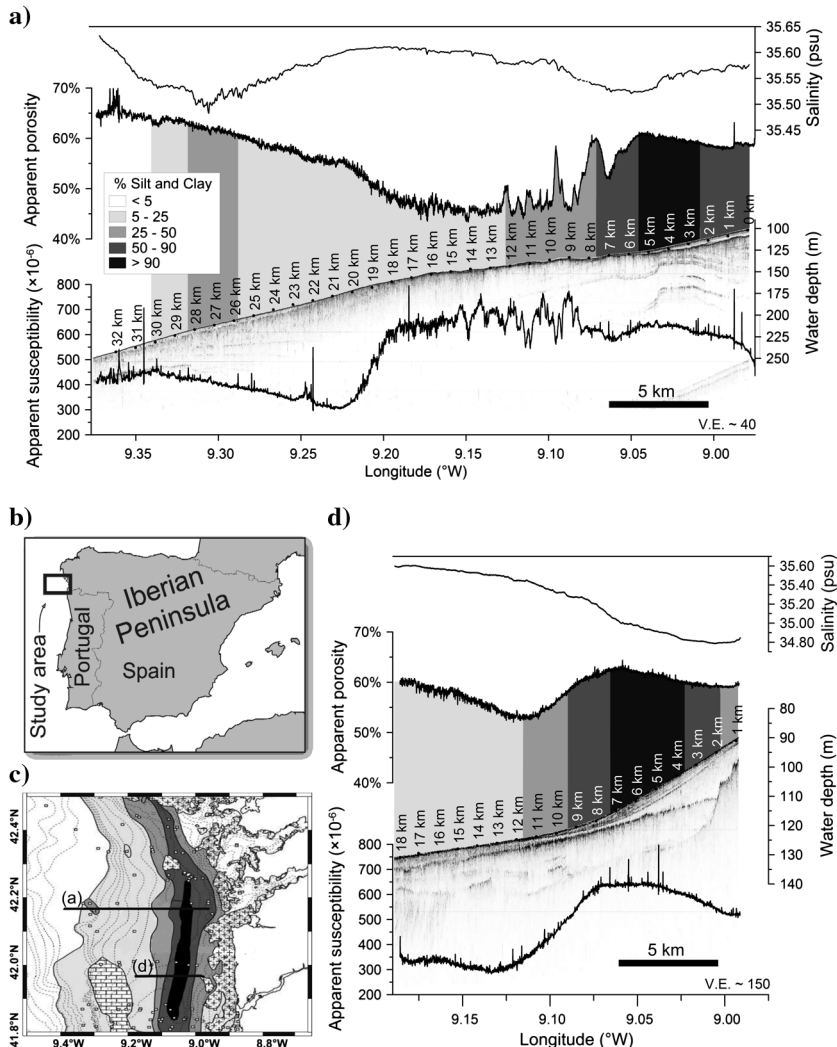 a)
35.65
35.60
35.55
35.50
35.45
Salinity (psu)
70%
60%
50%
40%
Apparent porosity
% Silt and Clay
< 5
5 - 25
25 - 50
50 - 90
> 90
32 km
31 km
30 km
29 km
28 km
27 km
26 km
25 km
24 km
23 km
22 km
21 km
20 km
19 km
18 km
17 km
16 km
15 km
14 km
13 km
12 km
11 km
10 km
9 km
8 km
7 km
6 km
5 km
4 km
3 km
2 km
1 km
0 km
100
125
150
175
200
225
250
Water depth (m)
800
700
600
500
400
300
200
Apparent susceptibility (×10⁻⁶)
5 km
V.E. ~ 40
9.35
9.30
9.25
9.20
9.15
9.10
9.05
9.00
Longitude (°W)
b)
Iberian
Peninsula
Portugal
Spain
Study area
c)
42.4°N
42.2°N
42.0°N
41.8°N
(a)
(d)
9.4°W
9.2°W
9.0°W
8.8°W
d)
35.60
35.40
35.20
35.00
34.80
Salinity (psu)
70%
60%
50%
40%
Apparent porosity
18 km
17 km
16 km
15 km
14 km
13 km
12 km
11 km
10 km
9 km
8 km
7 km
6 km
5 km
4 km
3 km
2 km
1 km
80
90
100
110
120
130
140
Water depth (m)
800
700
600
500
400
300
200
Apparent susceptibility (×10⁻⁶)
5 km
V.E. ~ 150
9.15
9.10
9.05
9.00
Longitude (°W)